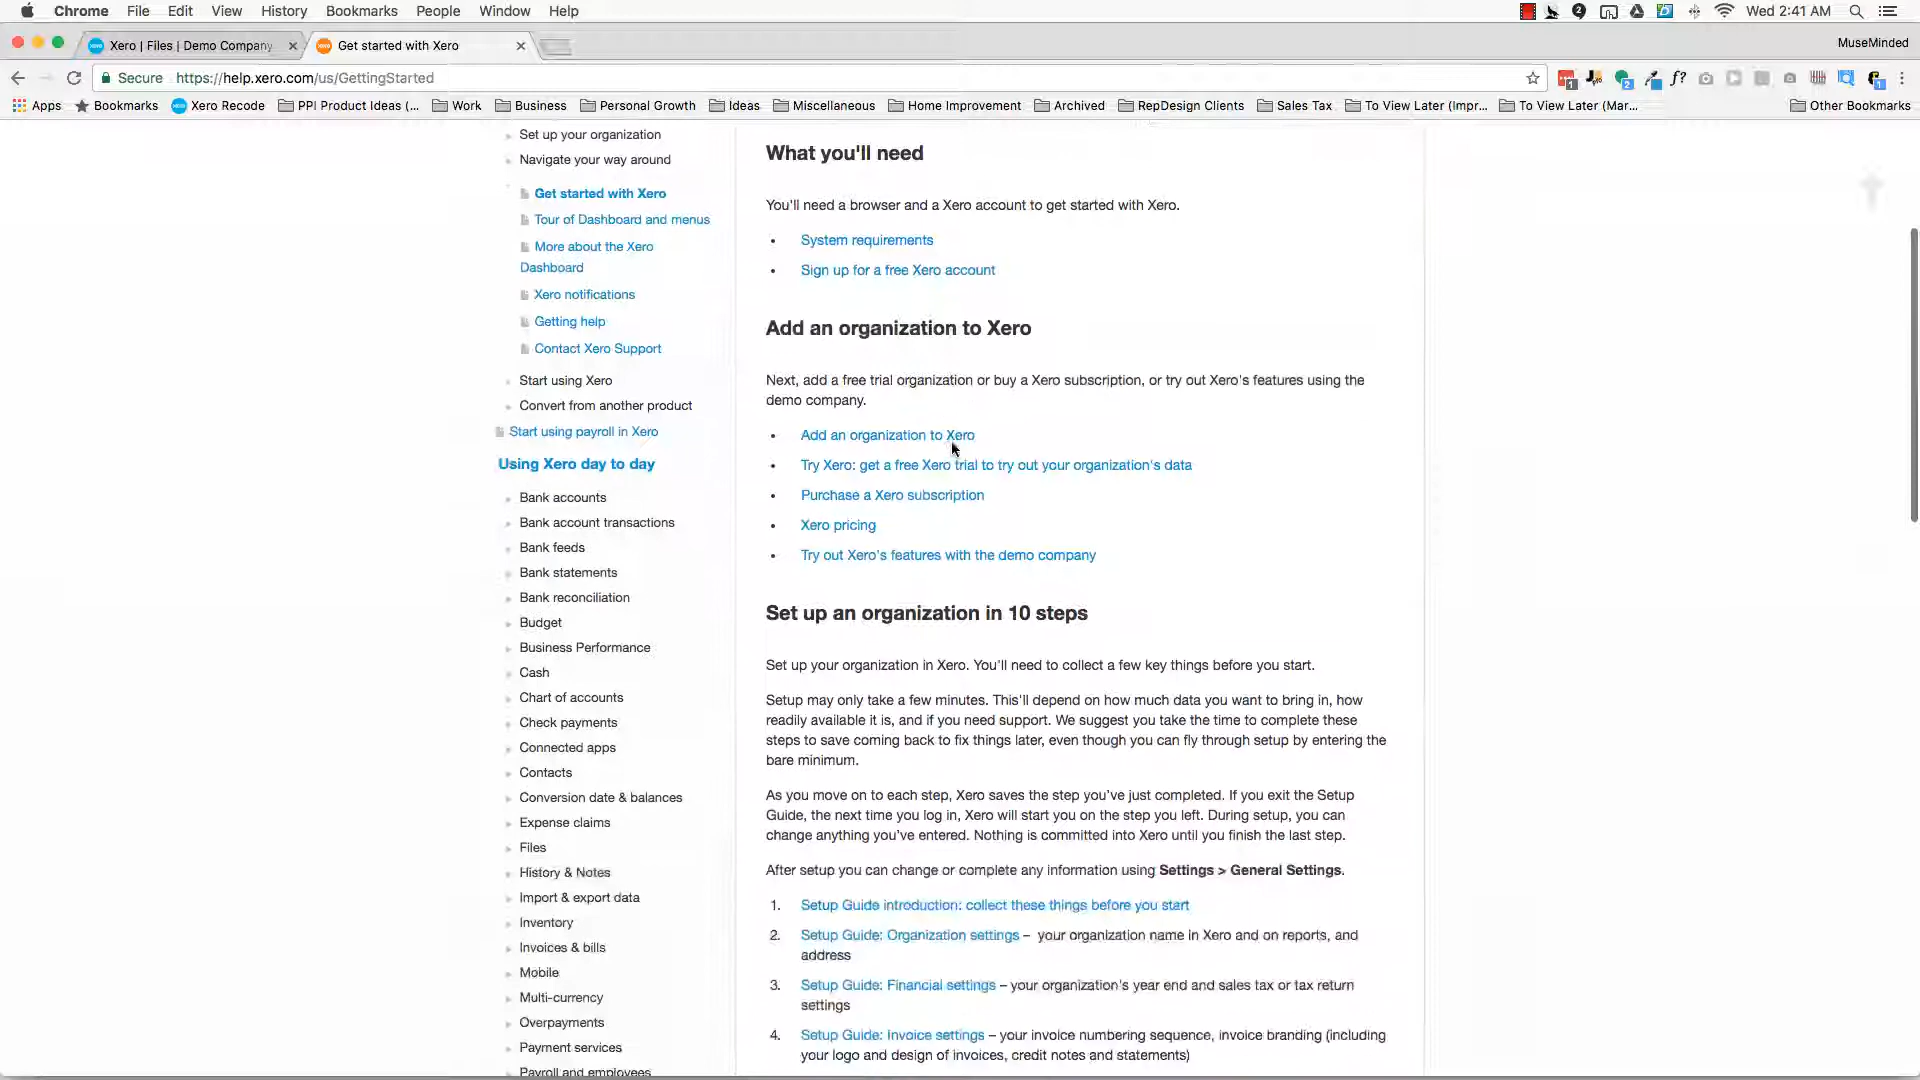 Chrome File Edit View History Bookmarks People Window Help Wed 2:41 AM
Xero | Files | Demo Company
Get started with Xero
MuseMinded
Secure https://help.xero.com/us/GettingStarted
Apps Bookmarks Xero Recode PPI Product Ideas (... Work Business Personal Growth Ideas Miscellaneous Home Improvement Archived RepDesign Clients Sales Tax To View Later (Impr... To View Later (Mar... Other Bookmarks
Set up your organization
Navigate your way around
Get started with Xero
Tour of Dashboard and menus
More about the Xero
Dashboard
Xero notifications
Getting help
Contact Xero Support
Start using Xero
Convert from another product
Start using payroll in Xero
Using Xero day to day
Bank accounts
Bank account transactions
Bank feeds
Bank statements
Bank reconciliation
Budget
Business Performance
Cash
Chart of accounts
Check payments
Connected apps
Contacts
Conversion date & balances
Expense claims
Files
History & Notes
Import & export data
Inventory
Invoices & bills
Mobile
Multi-currency
Overpayments
Payment services
Payroll and employees
What you'll need
You'll need a browser and a Xero account to get started with Xero.
• System requirements
• Sign up for a free Xero account
Add an organization to Xero
Next, add a free trial organization or buy a Xero subscription, or try out Xero's features using the
demo company.
• Add an organization to Xero
• Try Xero: get a free Xero trial to try out your organization's data
• Purchase a Xero subscription
• Xero pricing
• Try out Xero's features with the demo company
Set up an organization in 10 steps
Set up your organization in Xero. You'll need to collect a few key things before you start.
Setup may only take a few minutes. This'll depend on how much data you want to bring in, how
readily available it is, and if you need support. We suggest you take the time to complete these
steps to save coming back to fix things later, even though you can fly through setup by entering the
bare minimum.
As you move on to each step, Xero saves the step you've just completed. If you exit the Setup
Guide, the next time you log in, Xero will start you on the step you left. During setup, you can
change anything you've entered. Nothing is committed into Xero until you finish the last step.
After setup you can change or complete any information using Settings > General Settings.
1. Setup Guide introduction: collect these things before you start
2. Setup Guide: Organization settings – your organization name in Xero and on reports, and
address
3. Setup Guide: Financial settings – your organization's year end and sales tax or tax return
settings
4. Setup Guide: Invoice settings – your invoice numbering sequence, invoice branding (including
your logo and design of invoices, credit notes and statements)